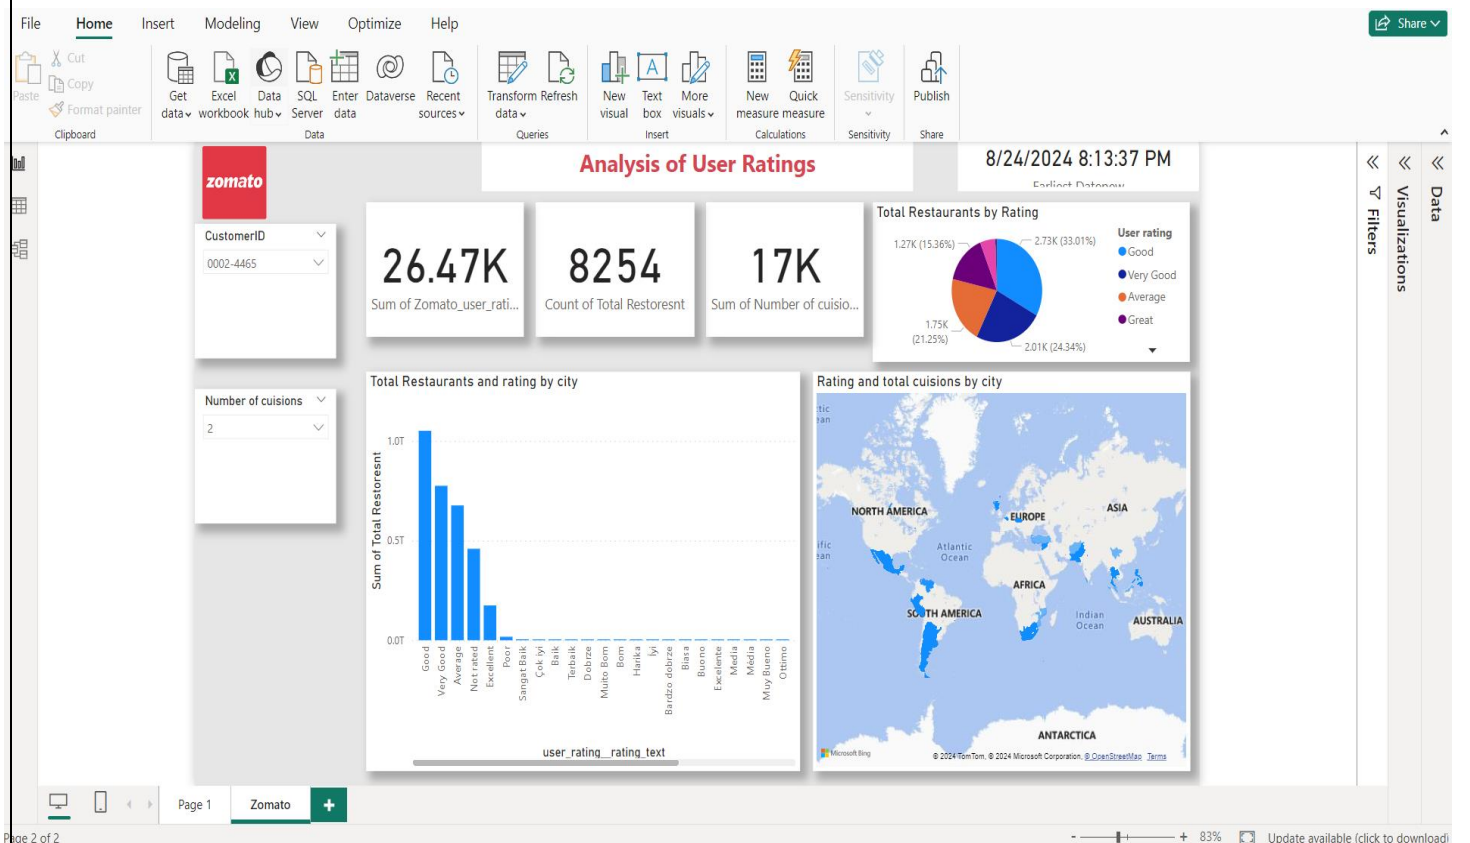 File Home Insert Modeling View Optimize Help Share
Paste
Cut
Copy
Format painter
Clipboard
Get data
Excel workbook
Data hub
SQL Server
Enter data
Dataverse
Recent sources
Data
Transform data
Refresh
Queries
New visual
Text box
More visuals
Insert
New measure
Quick measure
Calculations
Sensitivity
Sensitivity
Publish
Share
zomato
Analysis of User Ratings
8/24/2024 8:13:37 PM
Earliest Datenow
Filters
Visualizations
Data
CustomerID
0002-4465
26.47K
Sum of Zomato_user_rati...
8254
Count of Total Restoresnt
17K
Sum of Number of cuisio...
Total Restaurants by Rating
1.27K (15.36%)
2.73K (33.01%)
1.75K
(21.25%)
2.01K (24.34%)
User rating
Good
Very Good
Average
Great
Number of cuisions
2
Total Restaurants and rating by city
Sum of Total Restoresnt
1.0T
0.5T
0.0T
Good
Very Good
Average
Not rated
Excellent
Poor
Sangat Baik
Çok iyi
Baik
Terbaik
Dobrze
Muito Bom
Bom
Harika
İyi
Bardzo dobrze
Biasa
Buono
Excelente
Media
Média
Muy Bueno
Ottimo
user_rating__rating_text
Rating and total cuisions by city
tic
ean
NORTH AMERICA
EUROPE
ASIA
ific
ean
Atlantic
Ocean
AFRICA
SOUTH AMERICA
Indian
Ocean
AUSTRALIA
ANTARCTICA
Microsoft Bing
© 2024 TomTom, © 2024 Microsoft Corporation, © OpenStreetMap Terms
Page 1 Zomato +
Page 2 of 2
- + 83% Update available (click to download)